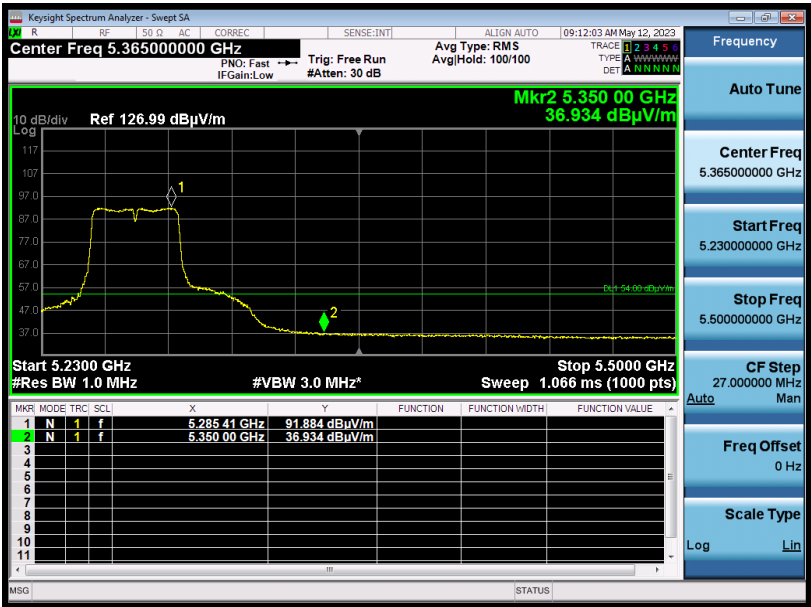 Keysight Spectrum Analyzer - Swept SA
LXI R RF 50 Ω AC CORREC SENSE:INT ALIGN AUTO 09:12:03 AM May 12, 2023
Center Freq 5.365000000 GHz
PNO: Fast
IFGain:Low
Trig: Free Run
#Atten: 30 dB
Avg Type: RMS
Avg|Hold: 100/100
TRACE 1 2 3 4 5 6
TYPE A WWWWW
DET A N N N N N
Mkr2 5.350 00 GHz
36.934 dBµV/m
10 dB/div
Log
Ref 126.99 dBµV/m
117
107
97.0
87.0
77.0
67.0
57.0
47.0
37.0
1
2
DL1 54.00 dBµV/m
Start 5.2300 GHz
Stop 5.5000 GHz
#Res BW 1.0 MHz
#VBW 3.0 MHz*
Sweep 1.066 ms (1000 pts)
MKR MODE TRC SCL X Y FUNCTION FUNCTION WIDTH FUNCTION VALUE
1 N 1 f 5.285 41 GHz 91.884 dBµV/m
2 N 1 f 5.350 00 GHz 36.934 dBµV/m
3
4
5
6
7
8
9
10
11
MSG
STATUS
Frequency
Auto Tune
Center Freq
5.365000000 GHz
Start Freq
5.230000000 GHz
Stop Freq
5.500000000 GHz
CF Step
27.000000 MHz
Auto Man
Freq Offset
0 Hz
Scale Type
Log Lin